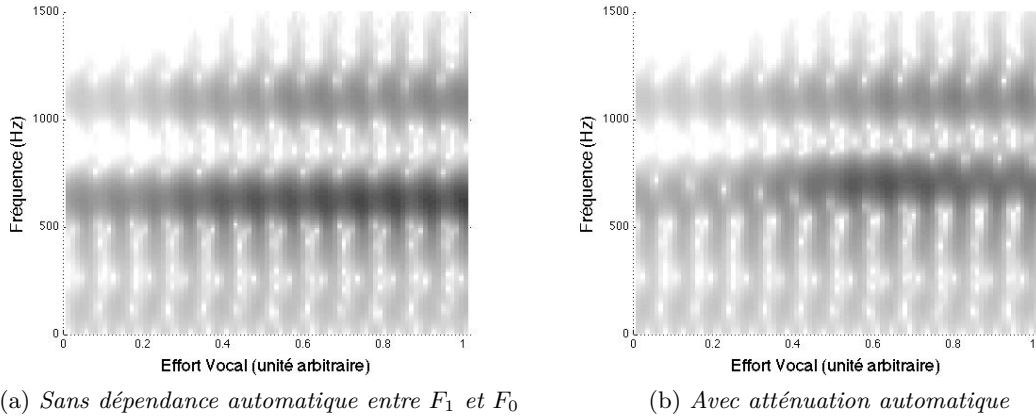 1500
1000
500
0
Fréquence (Hz)
0 0.2 0.4 0.6 0.8 1
Effort Vocal (unité arbitraire)
(a) Sans dépendance automatique entre F₁ et F₀
1500
1000
500
0
Fréquence (Hz)
0 0.2 0.4 0.6 0.8 1
Effort Vocal (unité arbitraire)
(b) Avec atténuation automatique